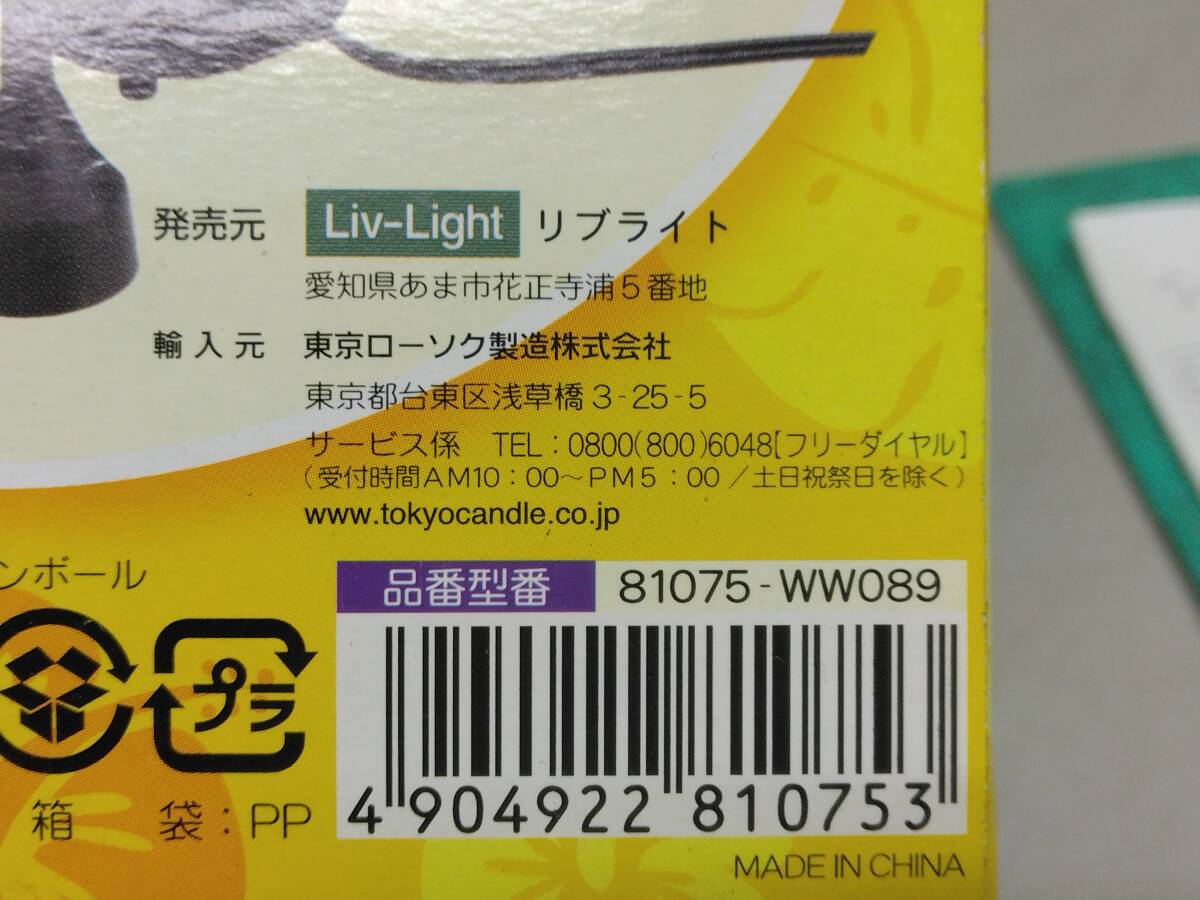 発売元 Liv-Light リブライト
愛知県あま市花正寺浦5番地
輸入元 東京ローソク製造株式会社
東京都台東区浅草橋3-25-5
サービス係 TEL：0800(800)6048[フリーダイヤル]
（受付時間AM10：00～PM5：00／土日祝祭日を除く）
www.tokyocandle.co.jp
ンボール
品番型番 81075-WW089
プラ
箱 袋：PP
4 904922 810753
MADE IN CHINA